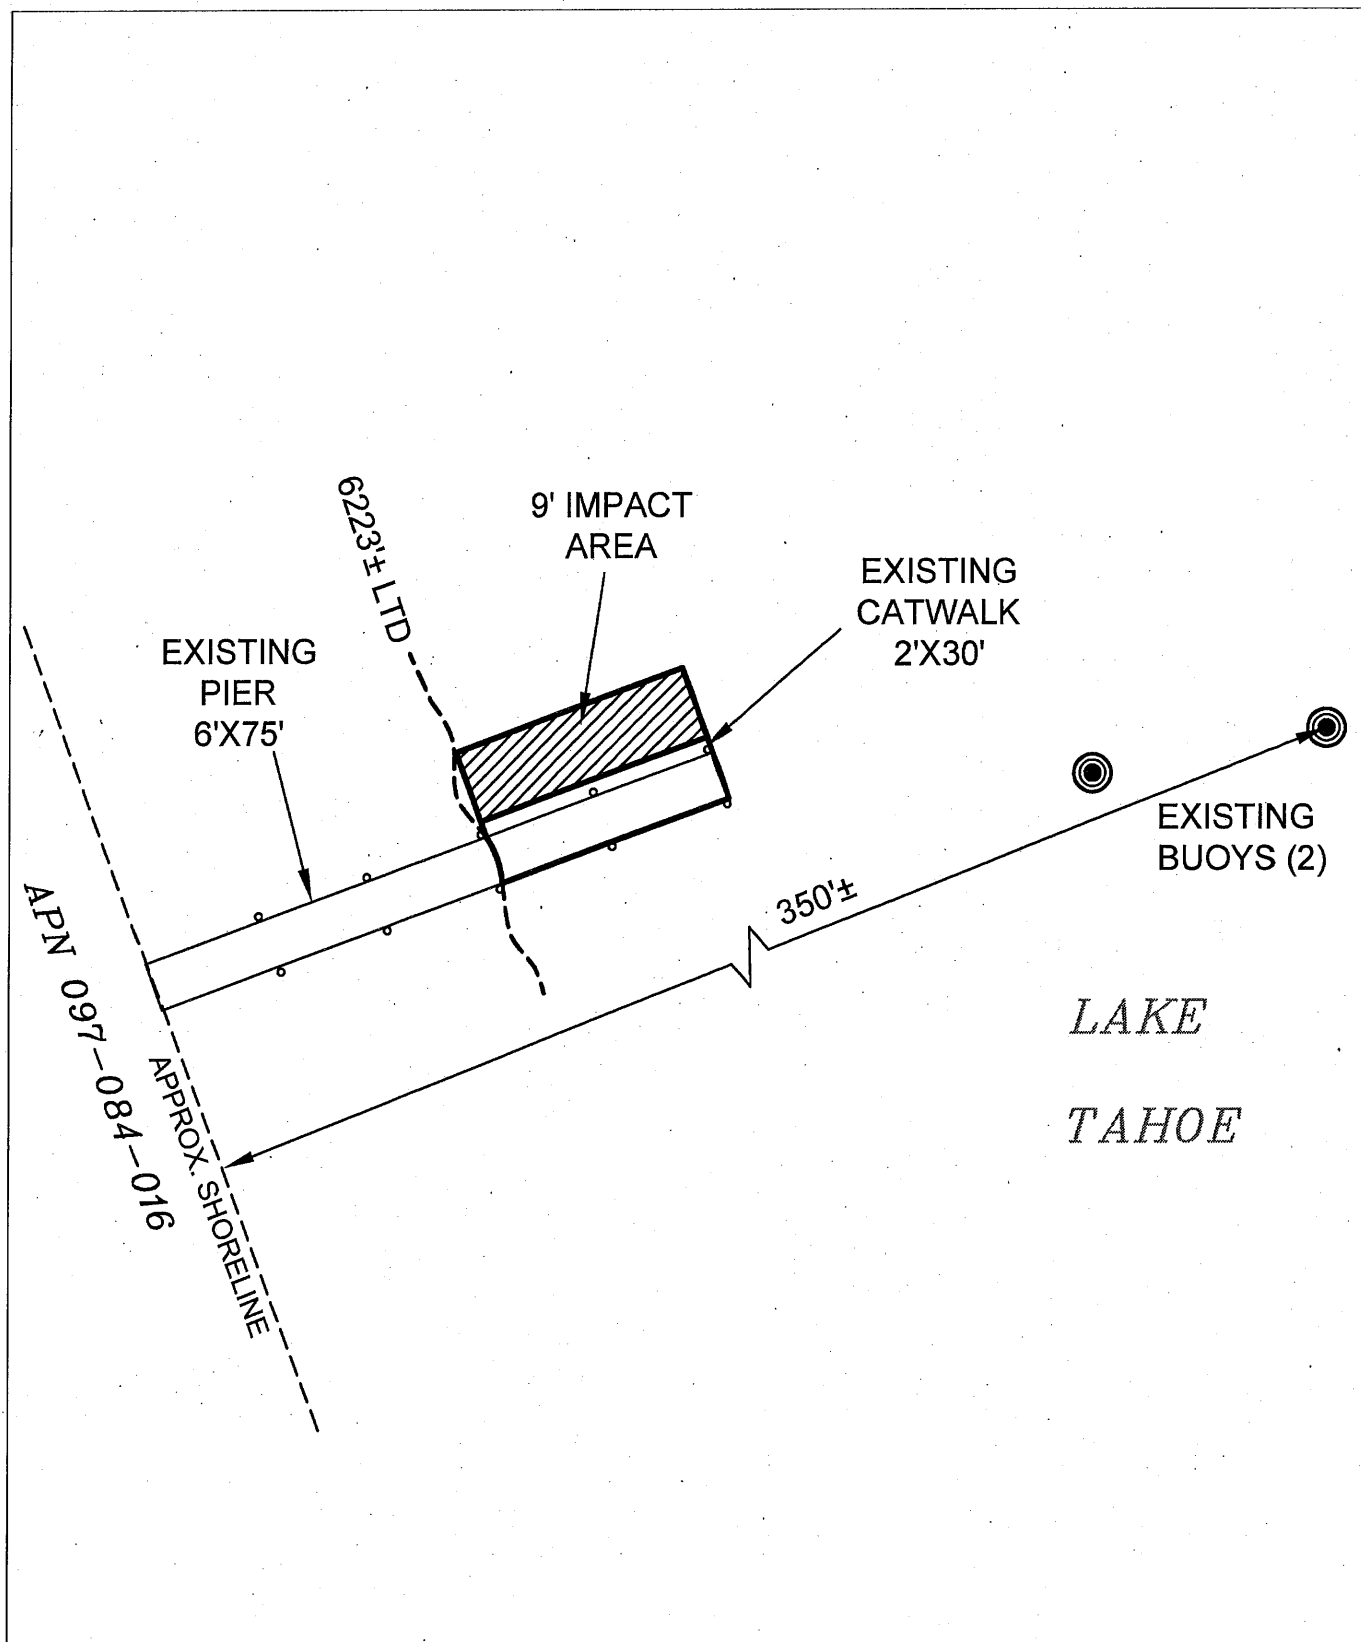 6223'± LTD
9' IMPACT
AREA
EXISTING
CATWALK
2'X30'
EXISTING
PIER
6'X75'
EXISTING
BUOYS (2)
350'±
APN 097-084-016
APPROX. SHORELINE
LAKE
TAHOE